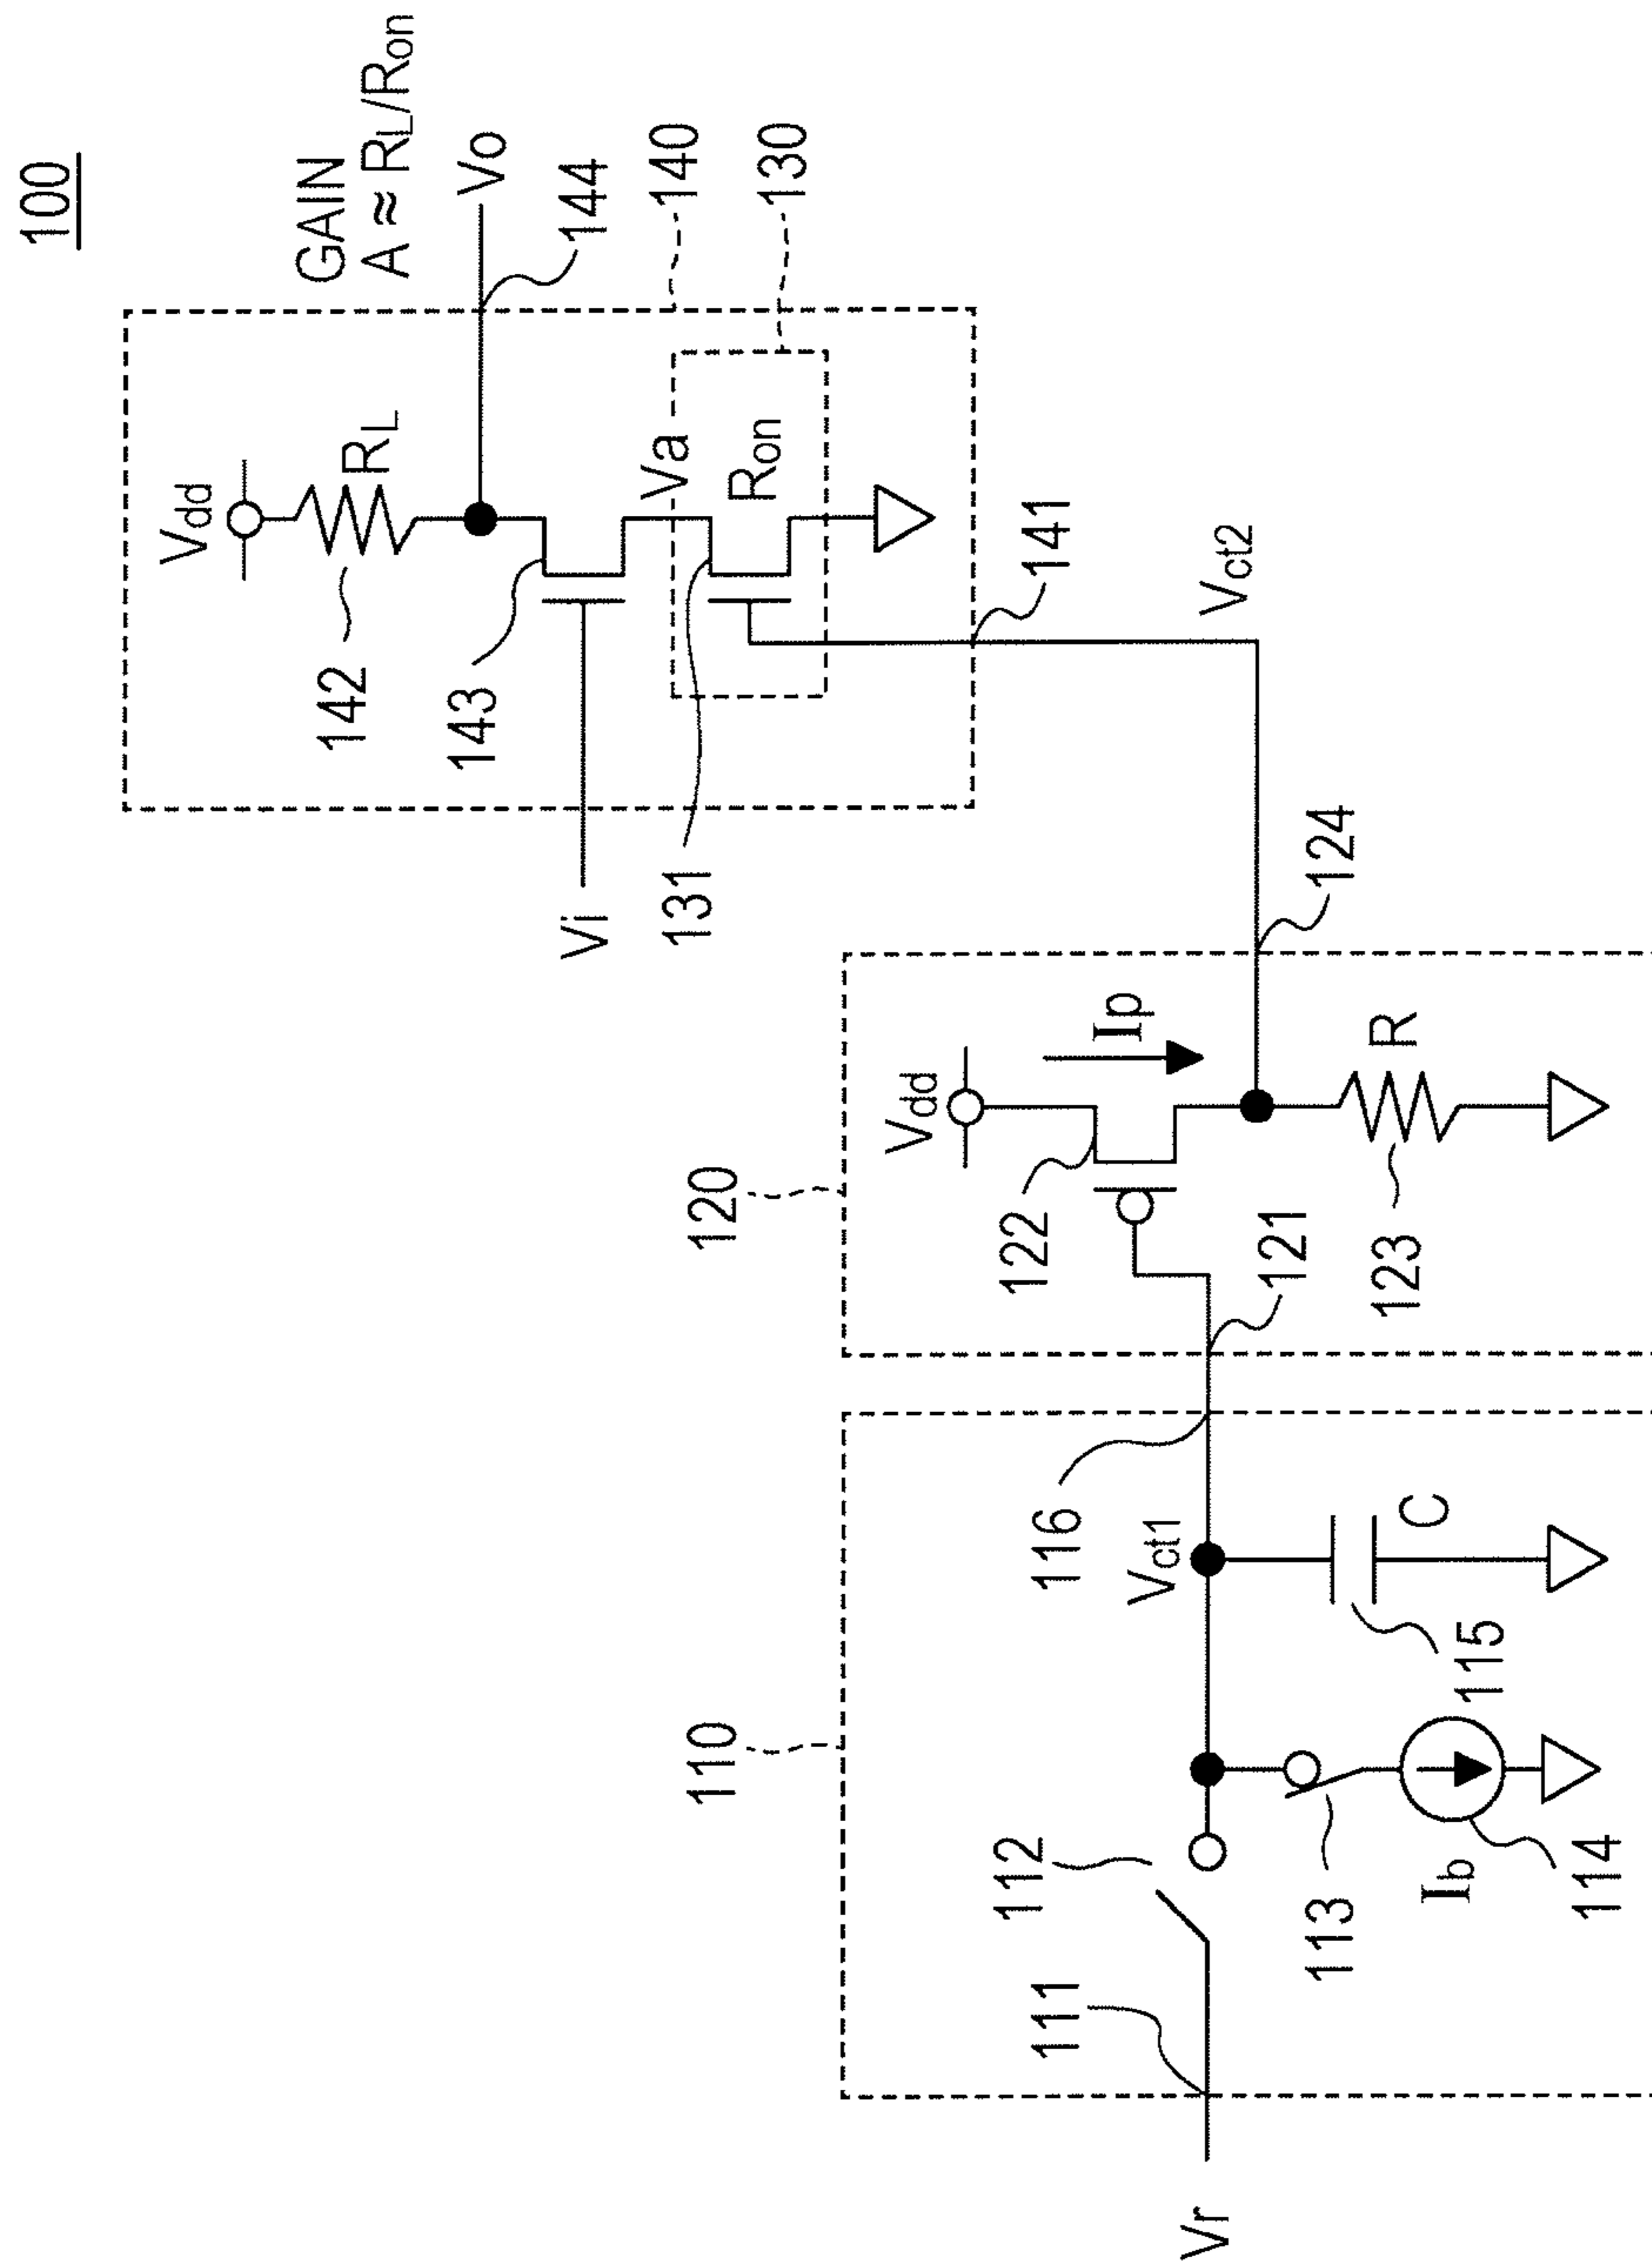 100
GAIN
A ≈ RL/Ron
Vdd
RL
142
Vo
144
140
130
143
Va
Ron
Vi
131
141
Vct2
124
120
Vdd
Ip
122
121
R
123
110
116
Vct1
C
115
112
113
Ib
114
111
Vr